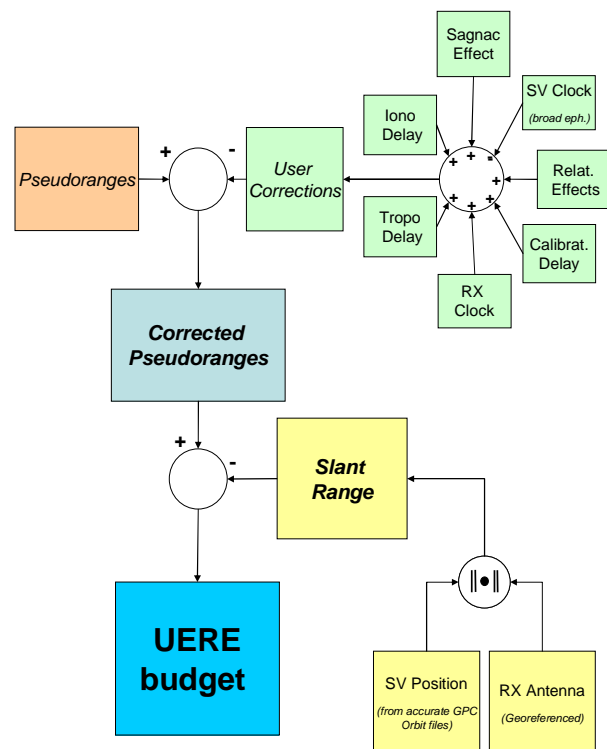 Sagnac
Effect
SV Clock
(broad eph.)
Iono
Delay
+ -
Pseudoranges
User
Corrections
+ + -
+ +
+ + +
Relat.
Effects
Tropo
Delay
Calibrat.
Delay
RX
Clock
Corrected
Pseudoranges
+ -
Slant
Range
||•||
UERE
budget
SV Position
(from accurate GPC
Orbit files)
RX Antenna
(Georeferenced)